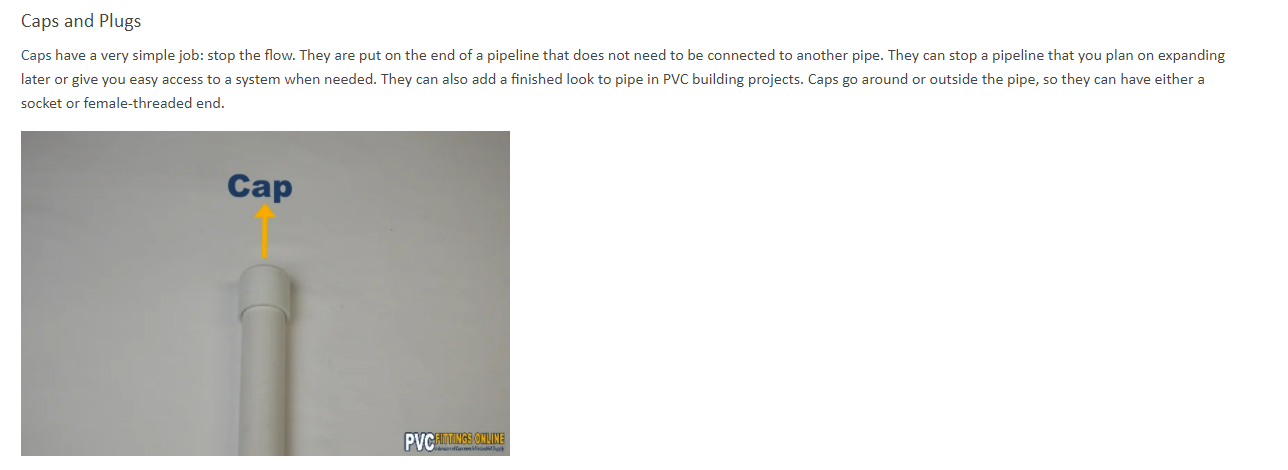 Caps and Plugs
Caps have a very simple job: stop the flow. They are put on the end of a pipeline that does not need to be connected to another pipe. They can stop a pipeline that you plan on expanding
later or give you easy access to a system when needed. They can also add a finished look to pipe in PVC building projects. Caps go around or outside the pipe, so they can have either a
socket or female-threaded end.
Cap
PVC FITTINGS ONLINE